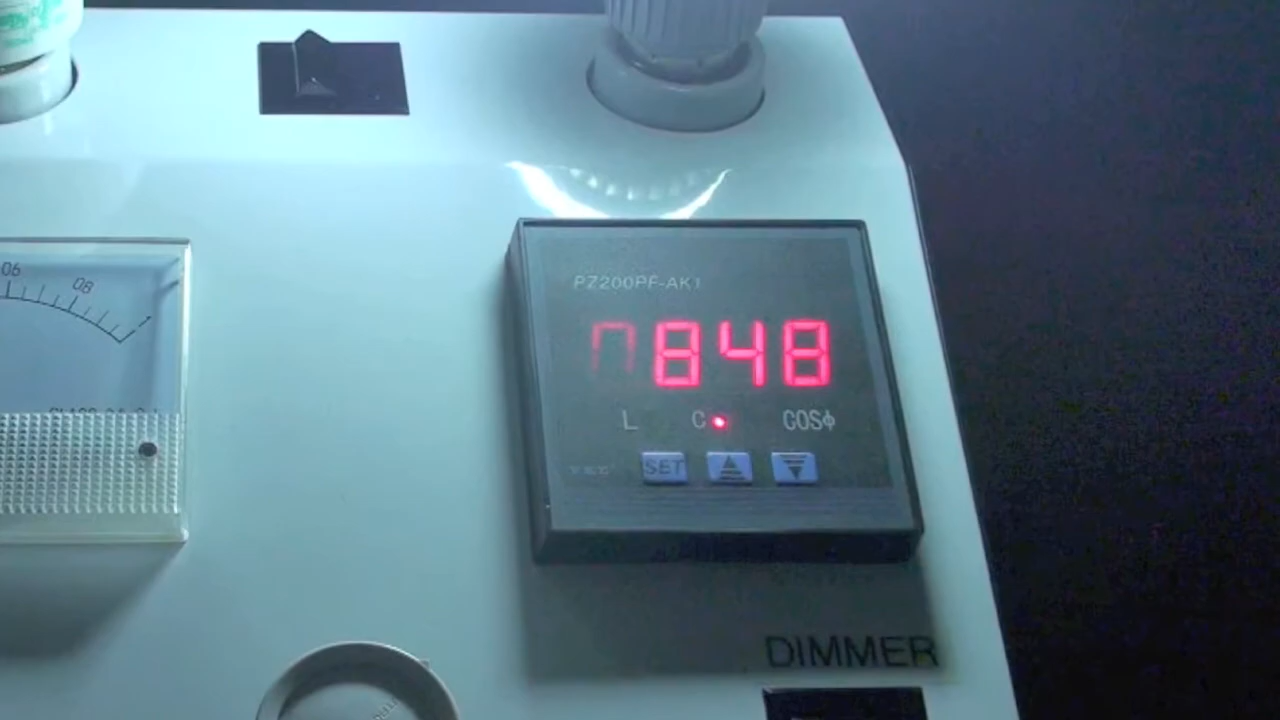 06
08
PZ200PF-AK1
848
L C COSφ
SET
DIMMER